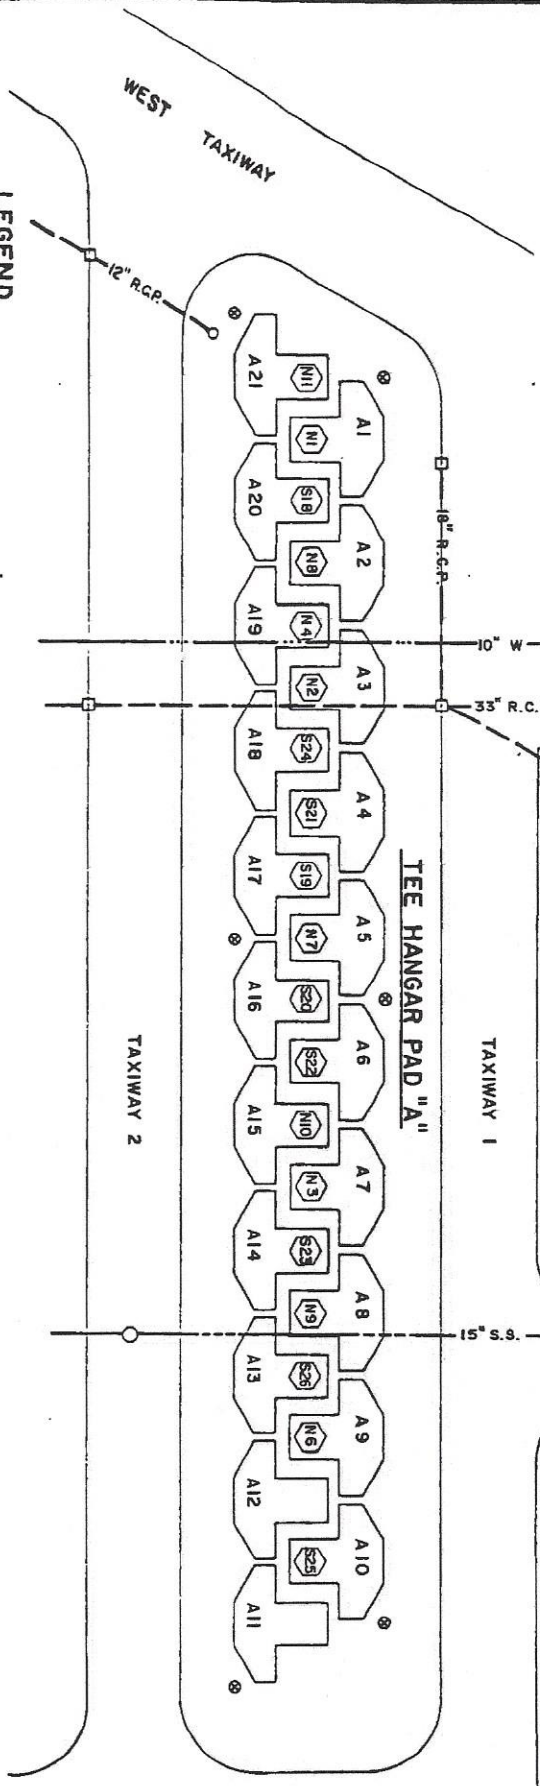 WEST TAXIWAY
LEGEND
12" R.C.P.
18" R.C.P.
10" W
33" R.C.
15" S.S.
TEE HANGAR PAD "A"
TAXIWAY 1
TAXIWAY 2
A1
A2
A3
A4
A5
A6
A7
A8
A9
A10
A21
A20
A19
A18
A17
A16
A15
A14
A13
A12
A11
N11
N1
S18
N8
N4
N2
S24
S21
S19
N7
S20
S22
N10
N3
S23
N9
S26
N6
S25